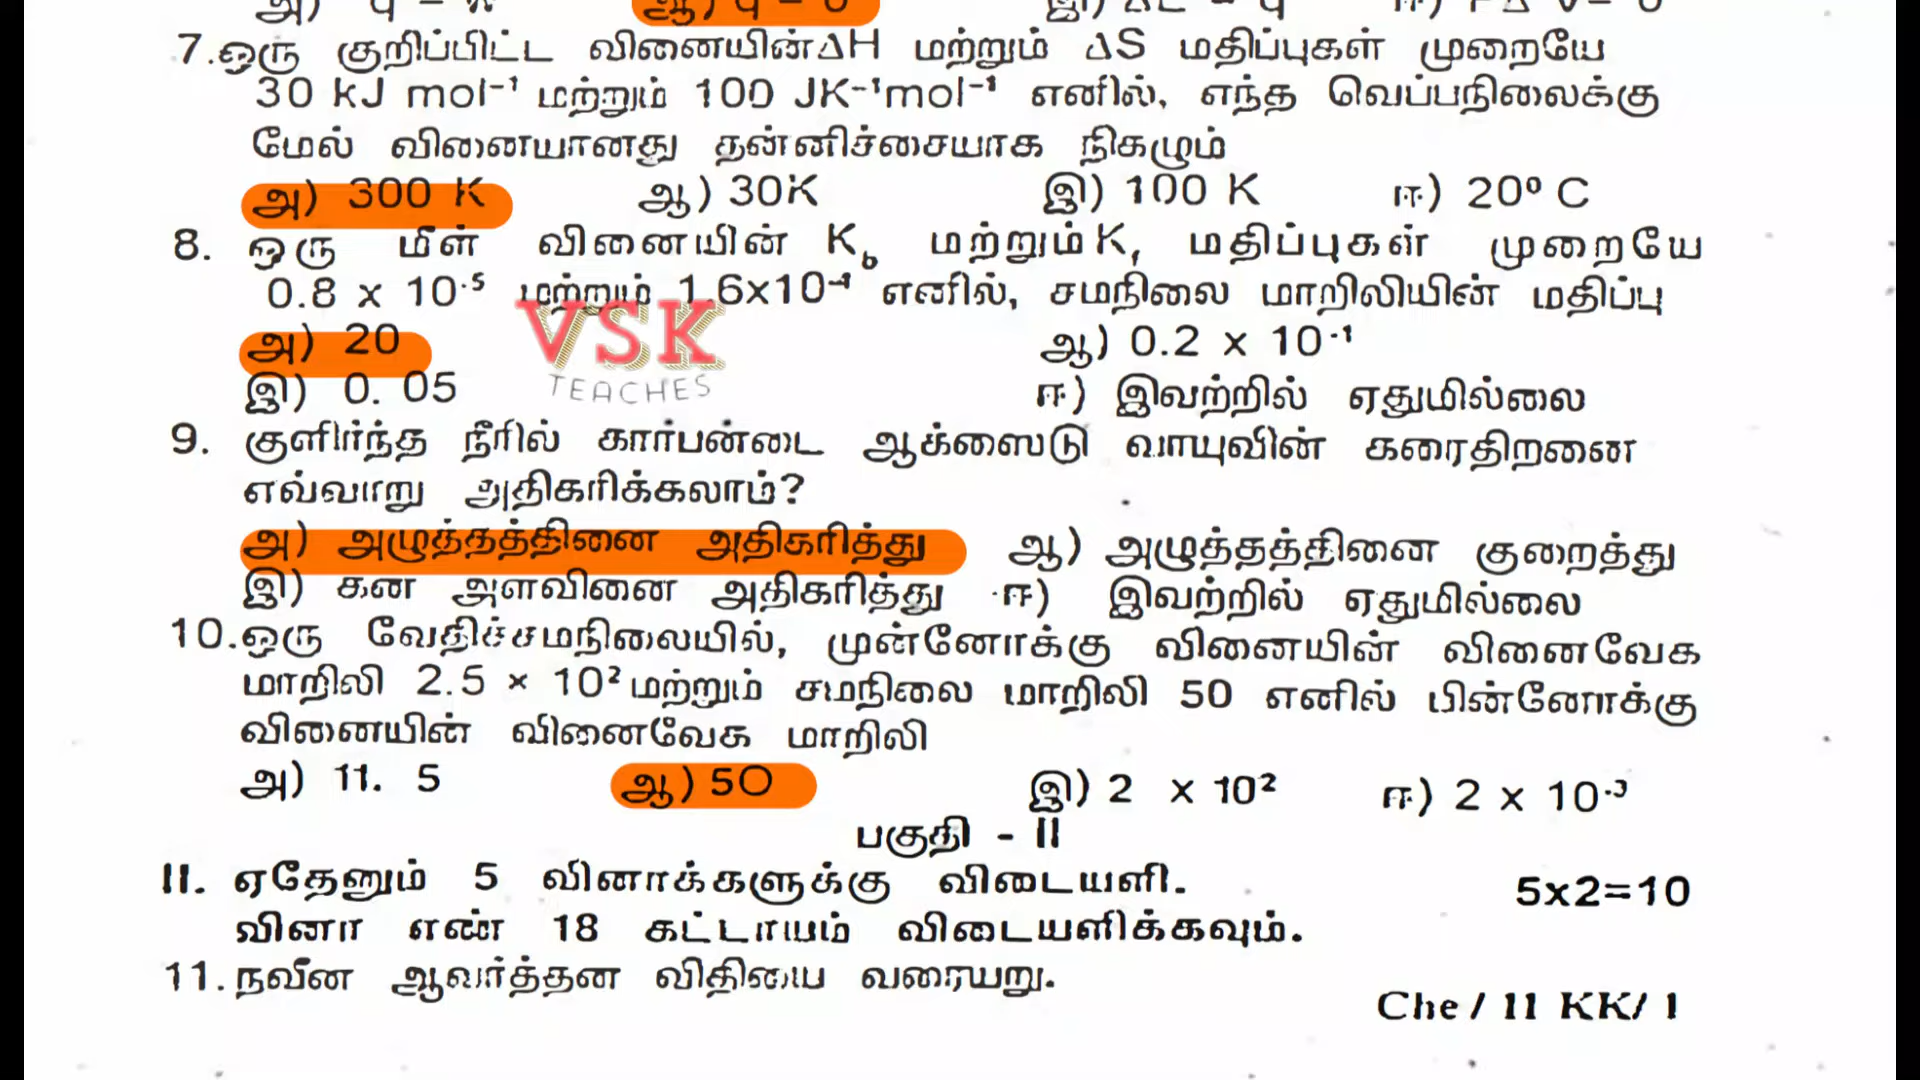 7.ஒரு குறிப்பிட்ட வினையின்ΔH மற்றும் ΔS மதிப்புகள் முறையே
30 kJ mol⁻¹ மற்றும் 100 JK⁻¹mol⁻¹ எனில், எந்த வெப்பநிலைக்கு
மேல் வினையானது தன்னிச்சையாக நிகழும்
அ) 300 K ஆ) 30K இ) 100 K ஈ) 20⁰ C
8. ஒரு மீள் வினையின் K_b மற்றும் K, மதிப்புகள் முறையே
0.8 x 10⁻⁵ மற்றும் 1.6x10⁻⁴ எனில், சமநிலை மாறிலியின் மதிப்பு
VSK
TEACHES
அ) 20 ஆ) 0.2 x 10⁻¹
இ) 0. 05 ஈ) இவற்றில் ஏதுமில்லை
9. குளிர்ந்த நீரில் கார்பன்டை ஆக்ஸைடு வாயுவின் கரைதிறனை
எவ்வாறு அதிகரிக்கலாம்?
அ) அழுத்தத்தினை அதிகரித்து ஆ) அழுத்தத்தினை குறைத்து
இ) கன அளவினை அதிகரித்து ஈ) இவற்றில் ஏதுமில்லை
10.ஒரு வேதிச்சமநிலையில், முன்னோக்கு வினையின் வினைவேக
மாறிலி 2.5 × 10² மற்றும் சமநிலை மாறிலி 50 எனில் பின்னோக்கு
வினையின் வினைவேக மாறிலி
அ) 11. 5 ஆ) 50 இ) 2 x 10² ஈ) 2 x 10⁻³
பகுதி - II
II. ஏதேனும் 5 வினாக்களுக்கு விடையளி. 5x2=10
வினா எண் 18 கட்டாயம் விடையளிக்கவும்.
11. நவீன ஆவர்த்தன விதியை வரையறு.
Che / 11 KK/ 1